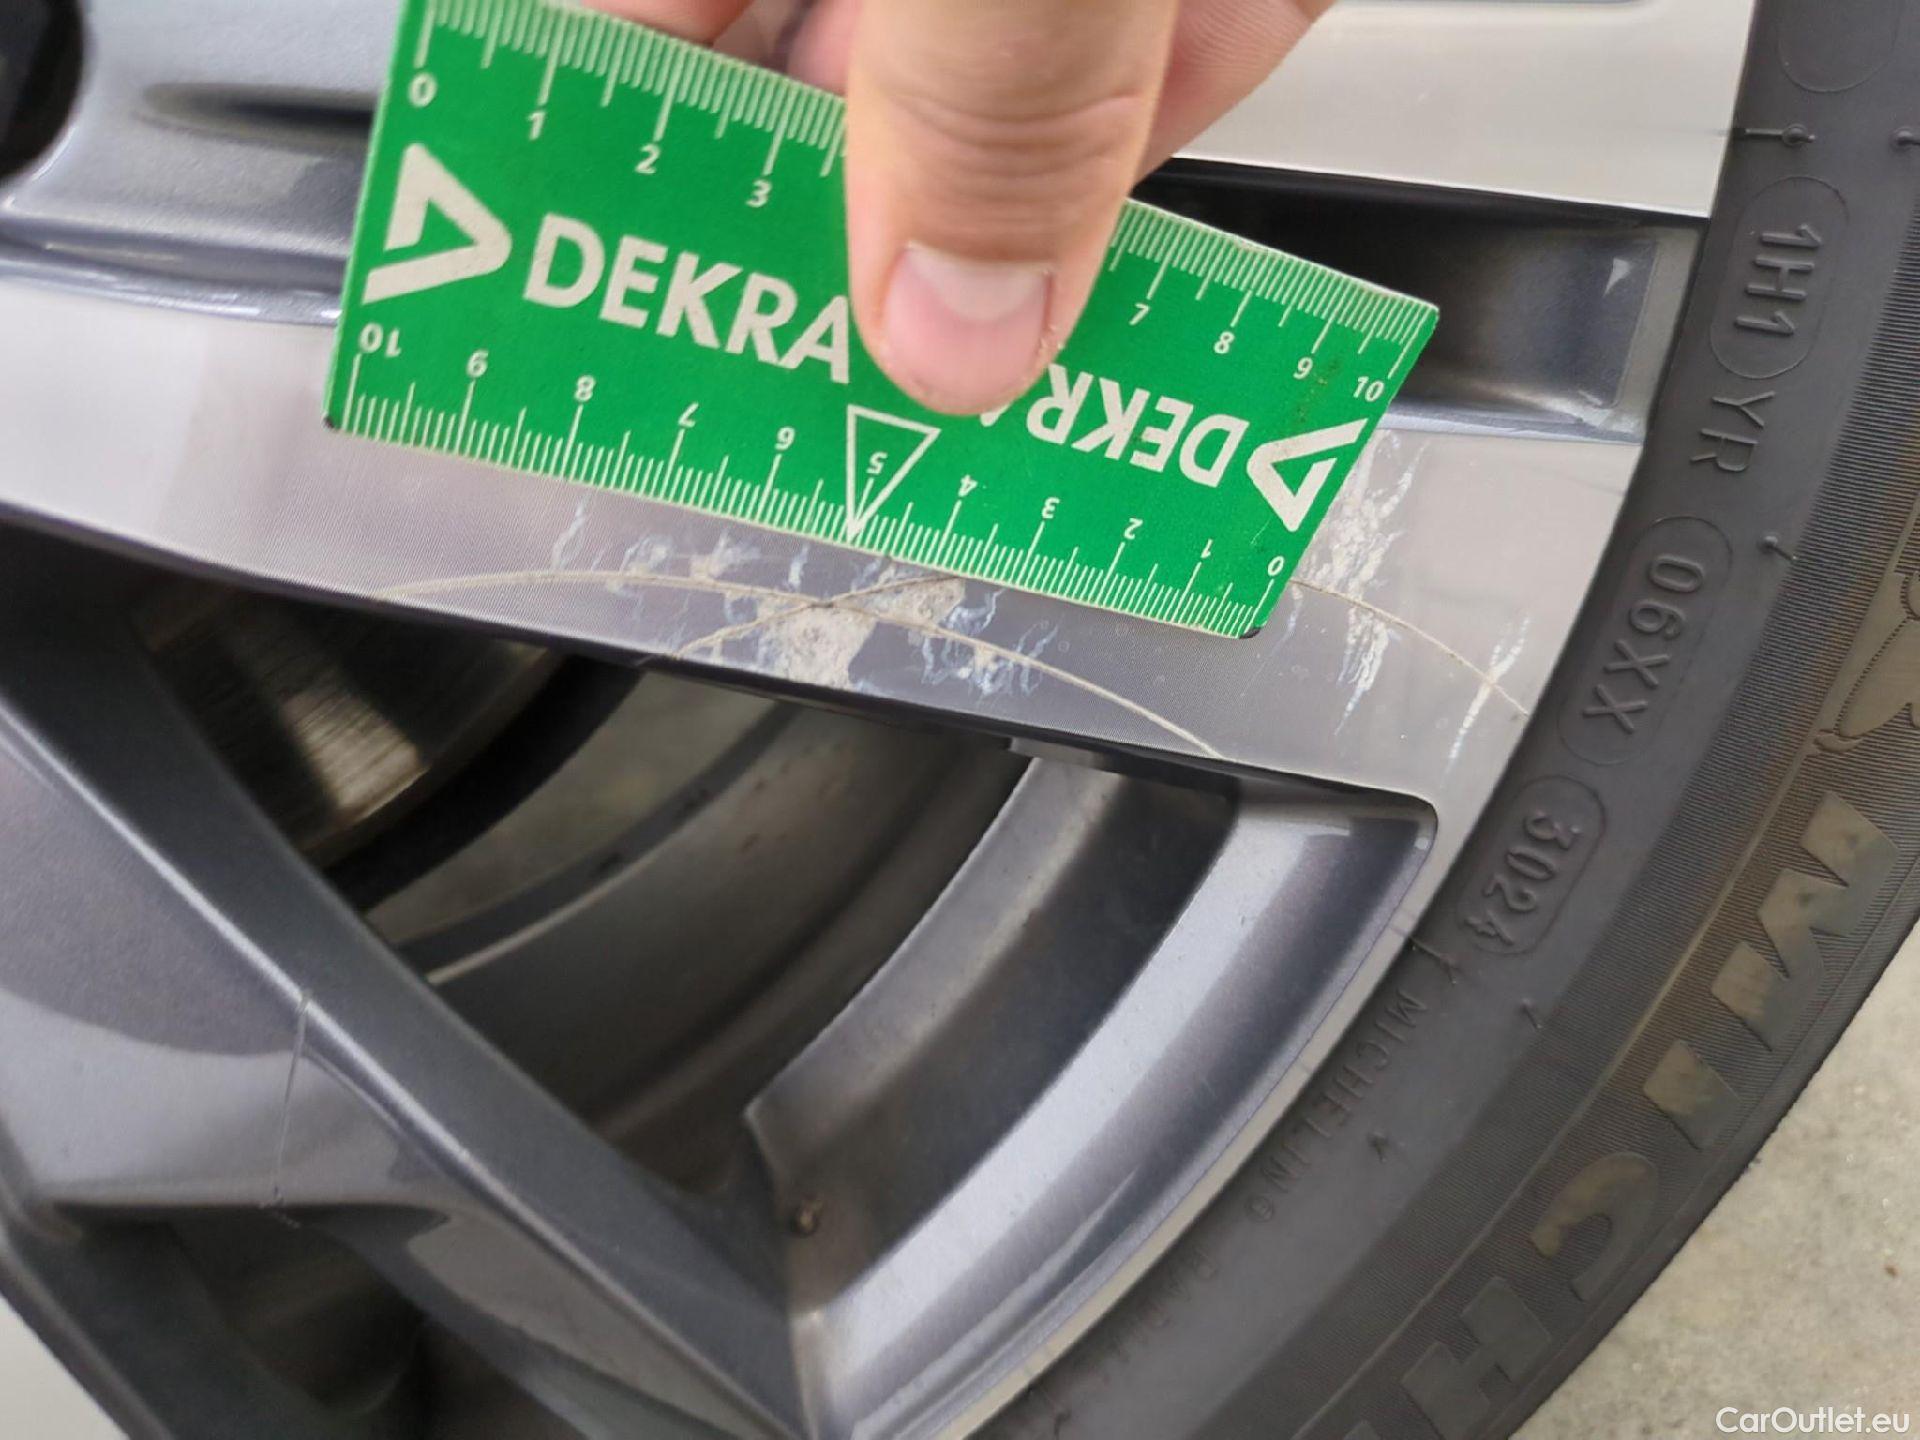 0 1 2 3 7 8 9 10
DEKRA
DEKRA
10 9 8 7 6 5 4 3 2 1 0
1H1 YR 06XX 3024
MICHELIN
MICH
CarOutlet.eu